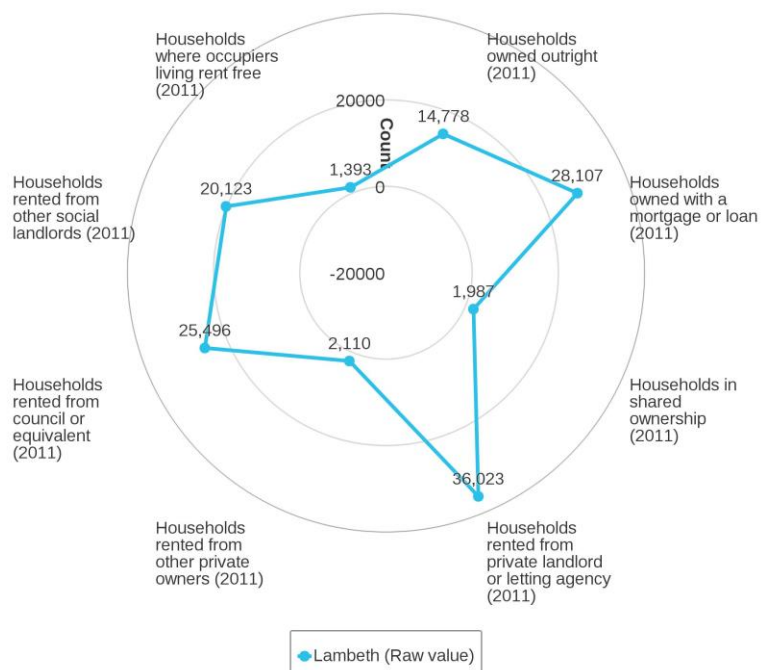 Households
where occupiers
living rent free
(2011)
Households
owned outright
(2011)
20000
14,778
Count
1,393
0
28,107
Households
rented from
other social
landlords (2011)
20,123
Households
owned with a
mortgage or loan
(2011)
-20000
1,987
25,496
2,110
Households
rented from
council or
equivalent
(2011)
Households in
shared
ownership
(2011)
36,023
Households
rented from
other private
owners (2011)
Households
rented from
private landlord
or letting agency
(2011)
Lambeth (Raw value)